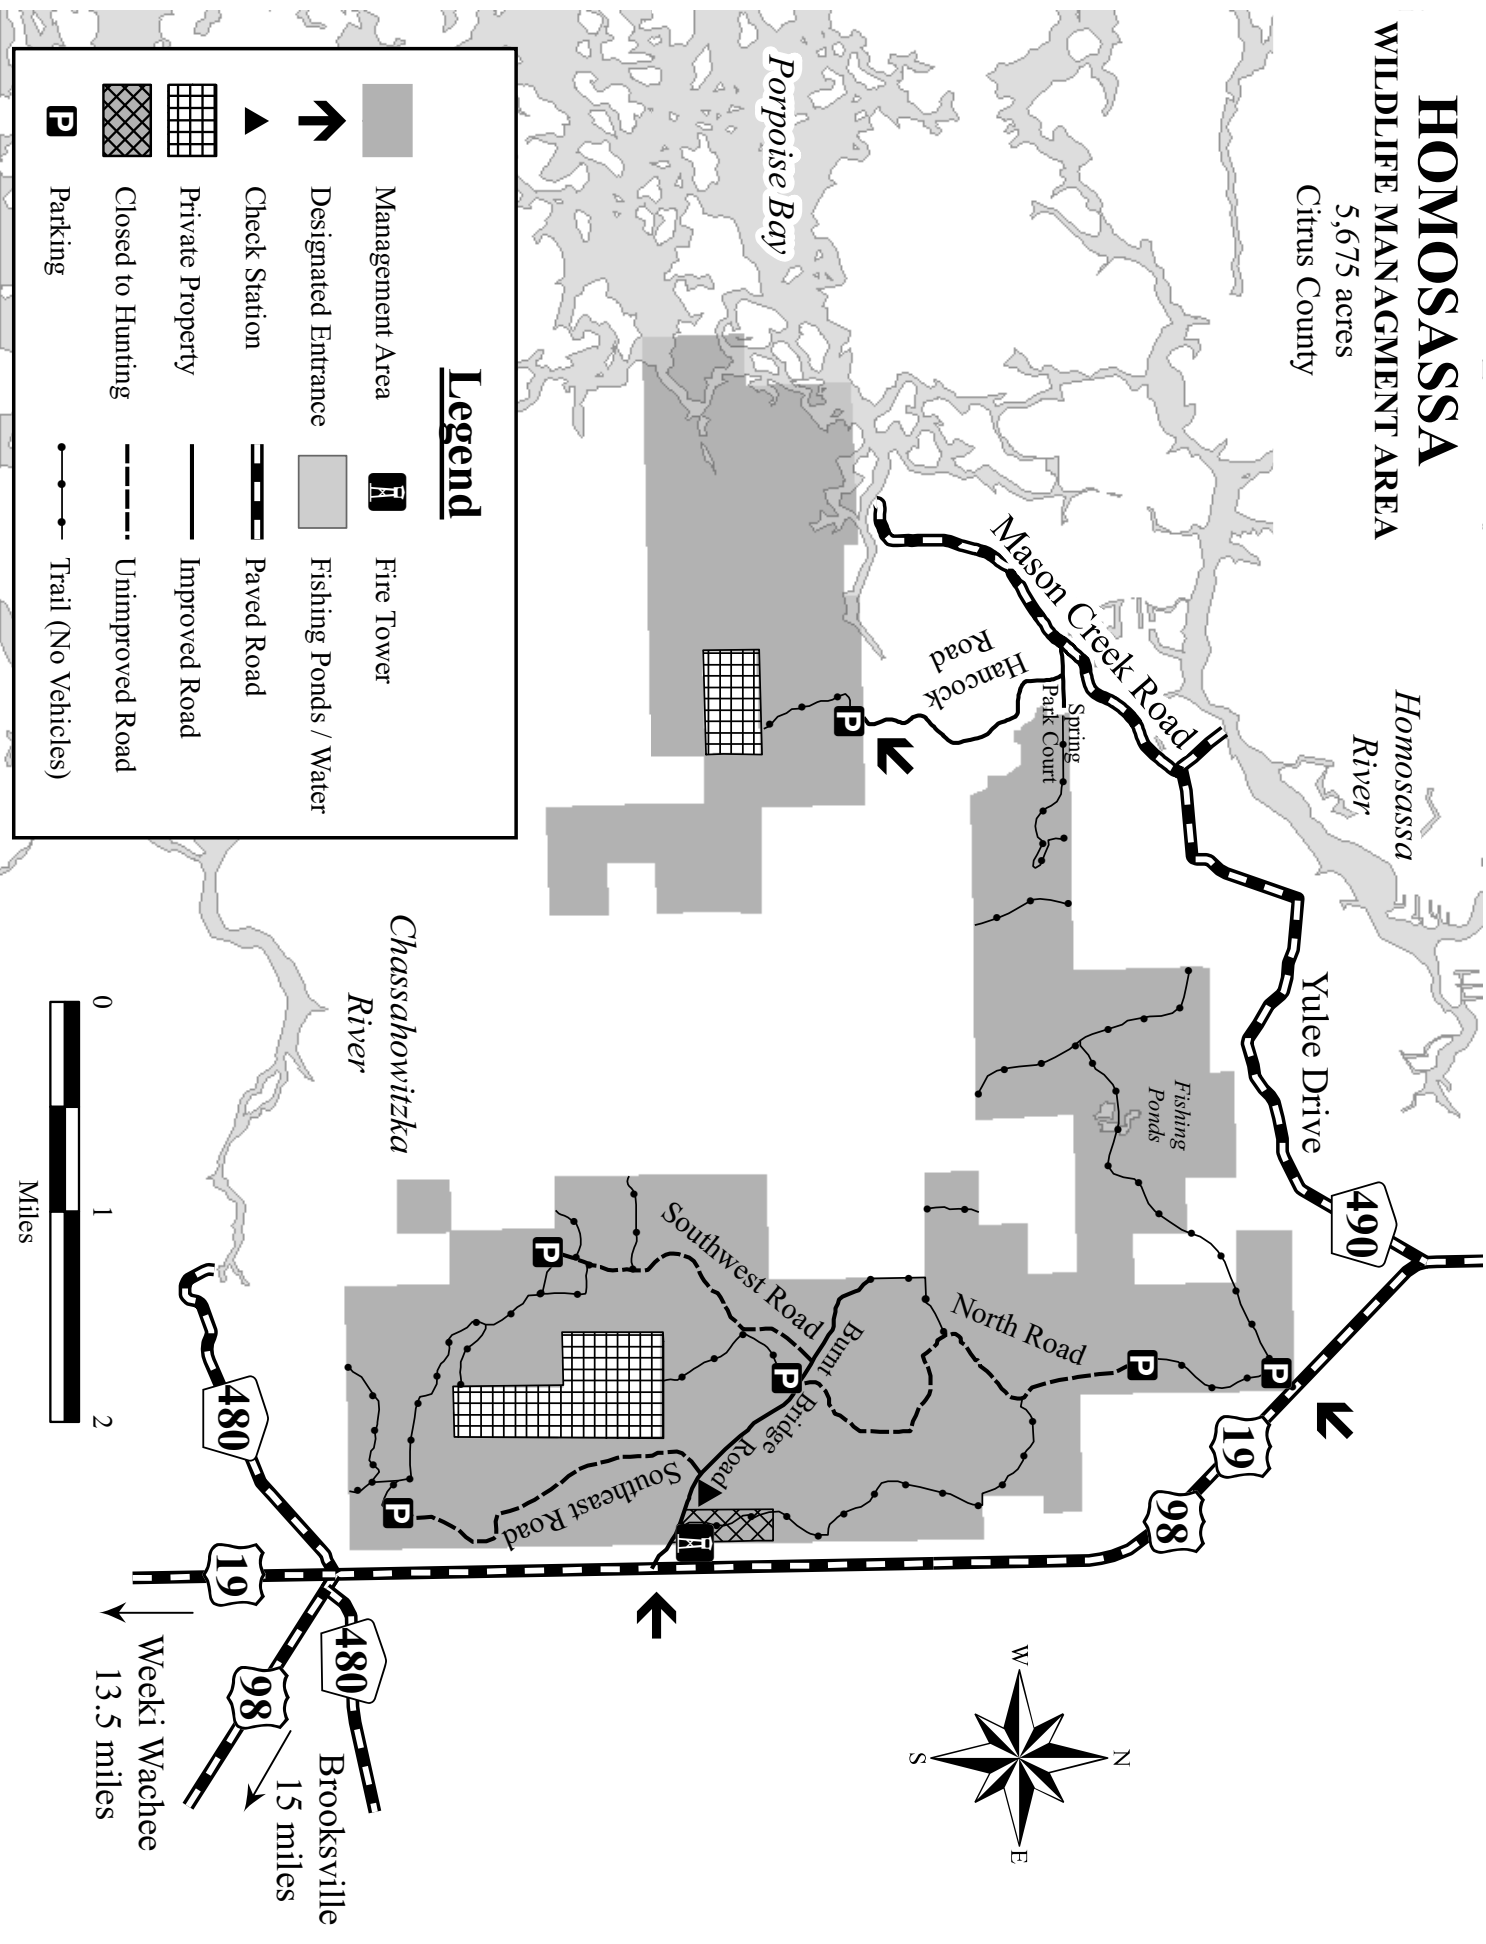 HOMOSASSA
WILDLIFE MANAGMENT AREA
5,675 acres
Citrus County
Homosassa
River
Porpoise Bay
Mason Creek Road
Yulee Drive
490
Hancock
Road
Spring
Park Court
Fishing
Ponds
P
P
P
North Road
19
98
Southwest Road
Burnt
Bridge
Road
P
P
Southeast Road
P
Chassahowitzka
River
480
19
480
98
Brooksville
15 miles
Weeki Wachee
13.5 miles
N
W
E
S
Legend
Management Area
Designated Entrance
Check Station
Private Property
Closed to Hunting
P
Parking
Fire Tower
Fishing Ponds / Water
Paved Road
Improved Road
Unimproved Road
Trail (No Vehicles)
0
1
2
Miles